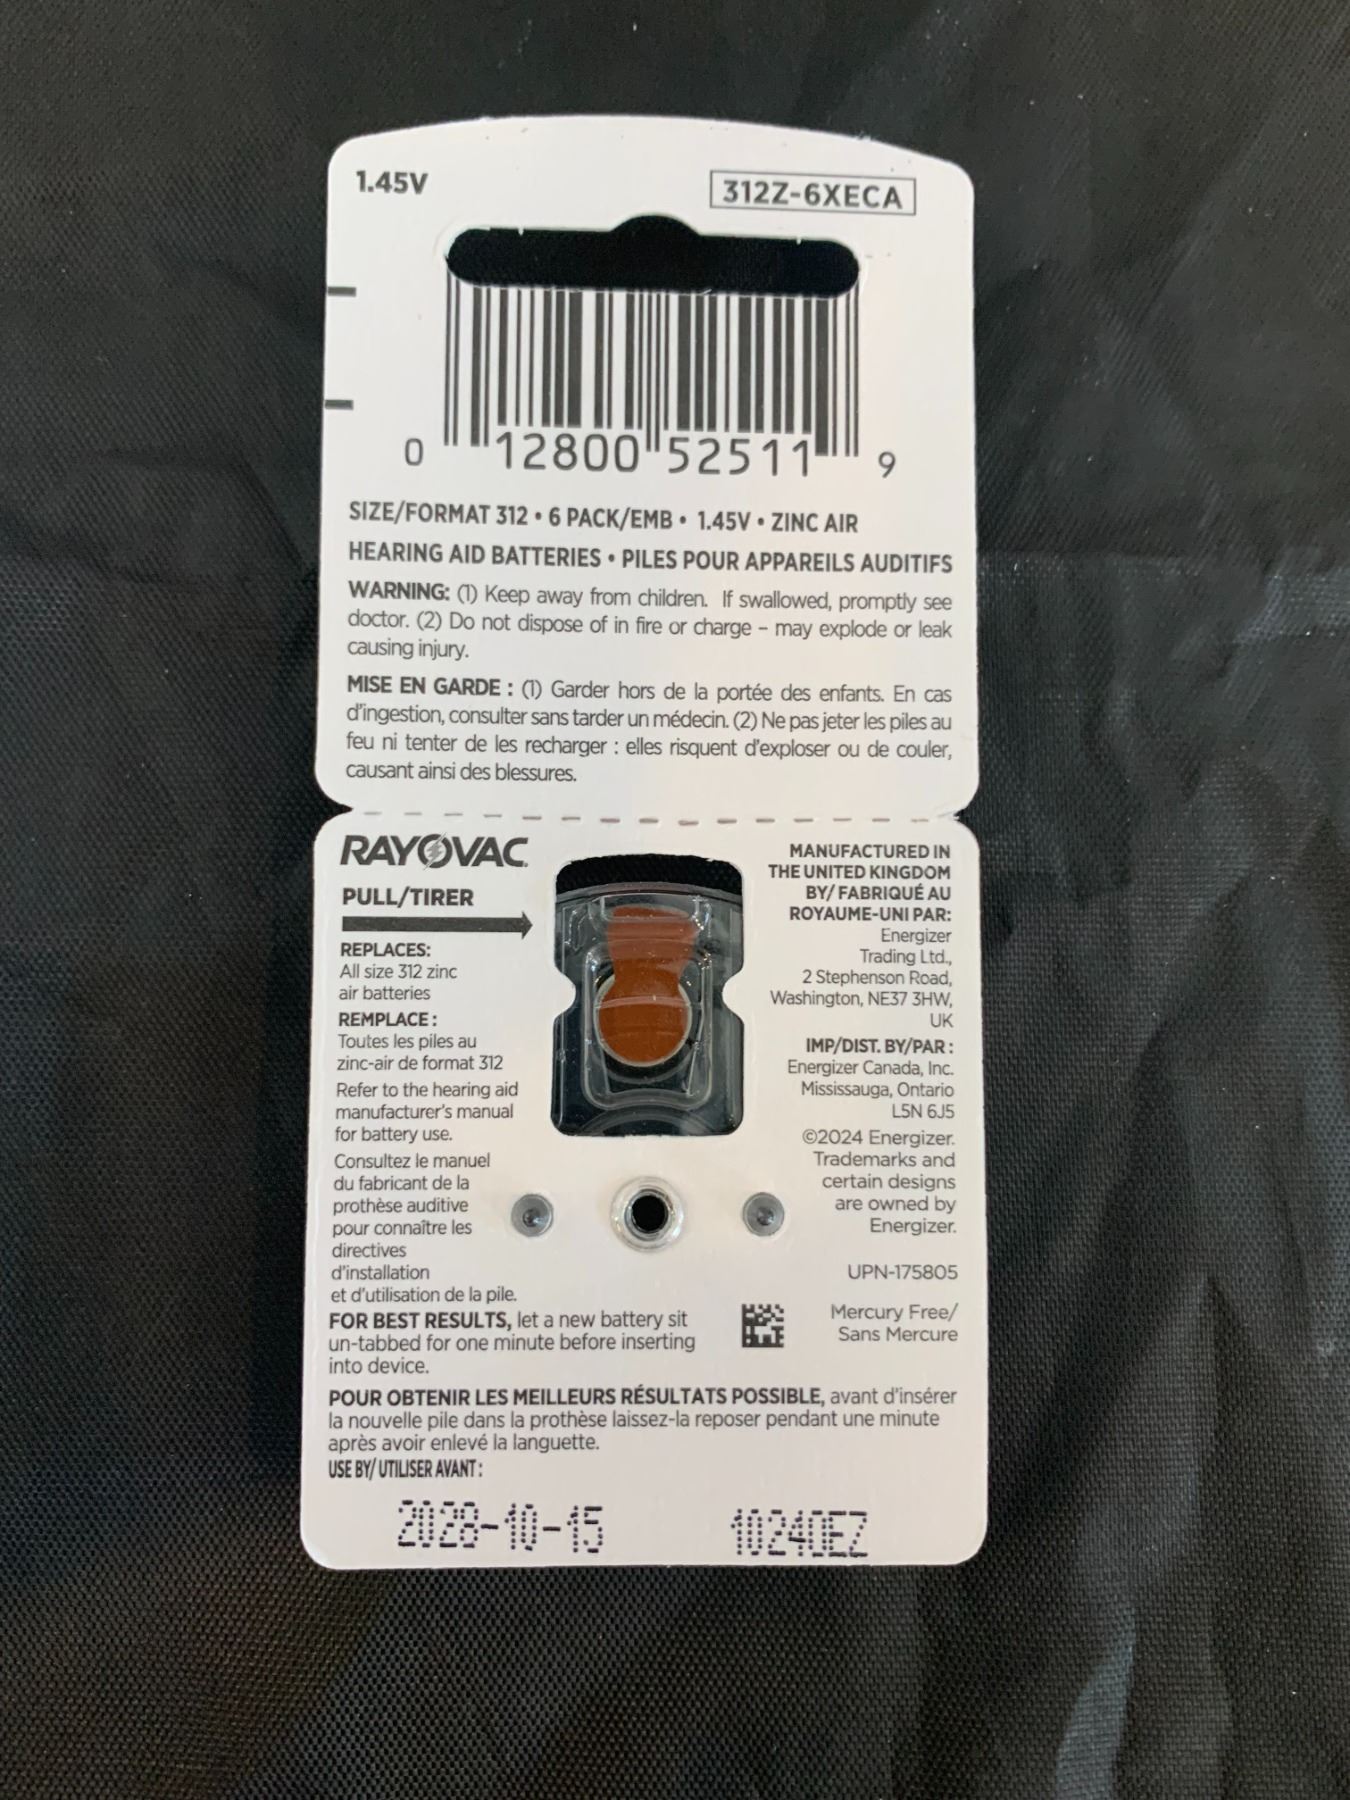 1.45V
312Z-6XECA
0 12800 52511 9
SIZE/FORMAT 312 • 6 PACK/EMB • 1.45V • ZINC AIR
HEARING AID BATTERIES • PILES POUR APPAREILS AUDITIFS
WARNING: (1) Keep away from children. If swallowed, promptly see
doctor. (2) Do not dispose of in fire or charge – may explode or leak
causing injury.
MISE EN GARDE : (1) Garder hors de la portée des enfants. En cas
d'ingestion, consulter sans tarder un médecin. (2) Ne pas jeter les piles au
feu ni tenter de les recharger : elles risquent d'exploser ou de couler,
causant ainsi des blessures.
RAYOVAC
PULL/TIRER
REPLACES:
All size 312 zinc
air batteries
REMPLACE :
Toutes les piles au
zinc-air de format 312
Refer to the hearing aid
manufacturer's manual
for battery use.
Consultez le manuel
du fabricant de la
prothèse auditive
pour connaître les
directives
d'installation
et d'utilisation de la pile.
MANUFACTURED IN
THE UNITED KINGDOM
BY/ FABRIQUÉ AU
ROYAUME-UNI PAR:
Energizer
Trading Ltd.,
2 Stephenson Road,
Washington, NE37 3HW,
UK
IMP/DIST. BY/PAR :
Energizer Canada, Inc.
Mississauga, Ontario
L5N 6J5
©2024 Energizer.
Trademarks and
certain designs
are owned by
Energizer.
UPN-175805
Mercury Free/
Sans Mercure
FOR BEST RESULTS, let a new battery sit
un-tabbed for one minute before inserting
into device.
POUR OBTENIR LES MEILLEURS RÉSULTATS POSSIBLE, avant d'insérer
la nouvelle pile dans la prothèse laissez-la reposer pendant une minute
après avoir enlevé la languette.
USE BY/ UTILISER AVANT :
2028-10-15 10240EZ